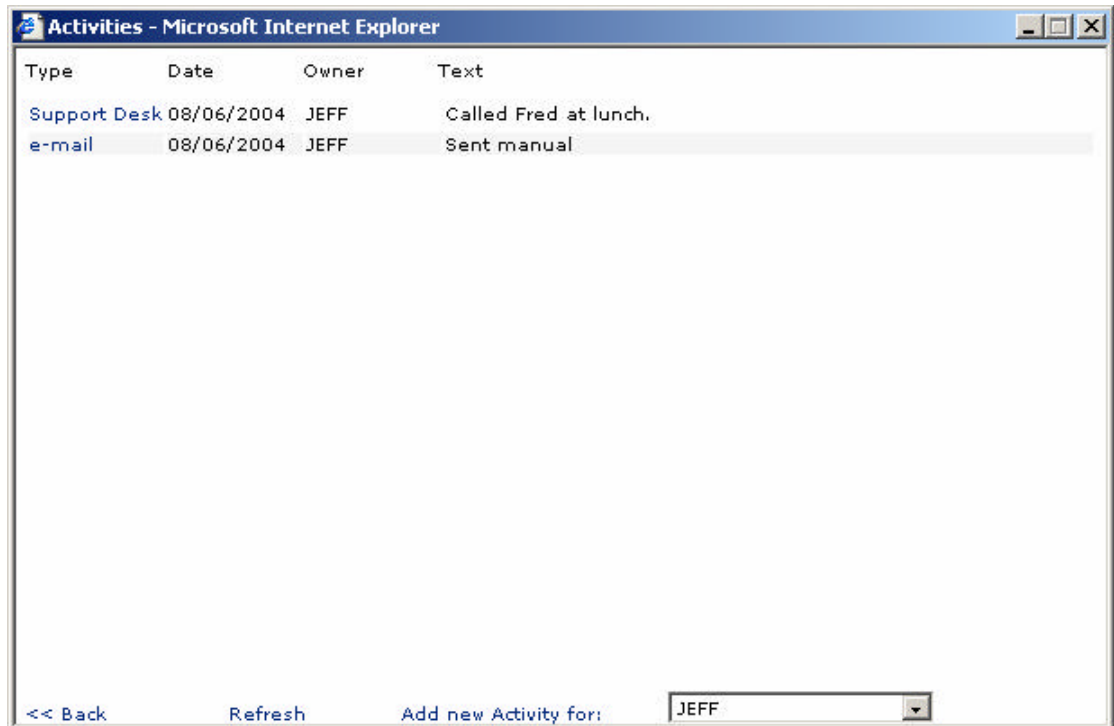 Activities - Microsoft Internet Explorer
Type Date Owner Text
Support Desk 08/06/2004 JEFF Called Fred at lunch.
e-mail 08/06/2004 JEFF Sent manual
<< Back Refresh Add new Activity for: JEFF